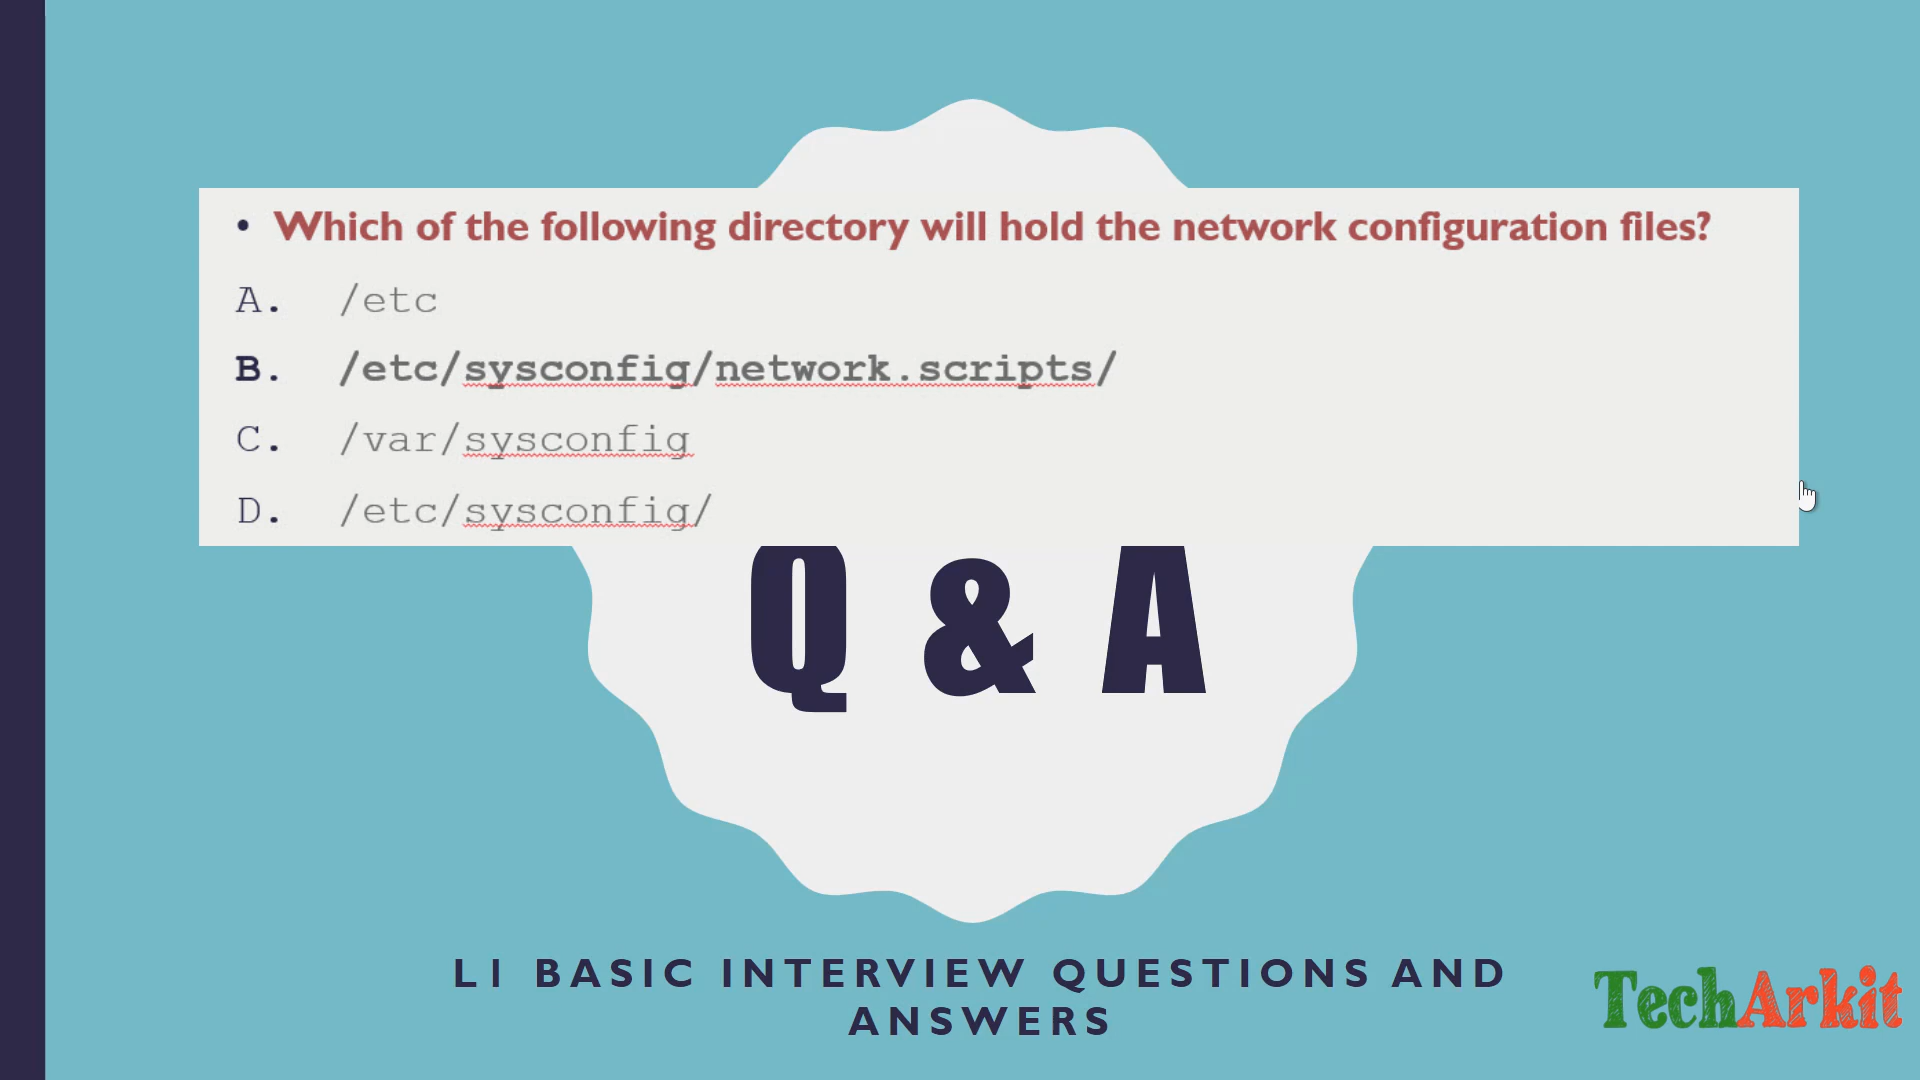 • Which of the following directory will hold the network configuration files?
A. /etc
B. /etc/sysconfig/network.scripts/
C. /var/sysconfig
D. /etc/sysconfig/
Q & A
L1 BASIC INTERVIEW QUESTIONS AND
ANSWERS
TechArkit